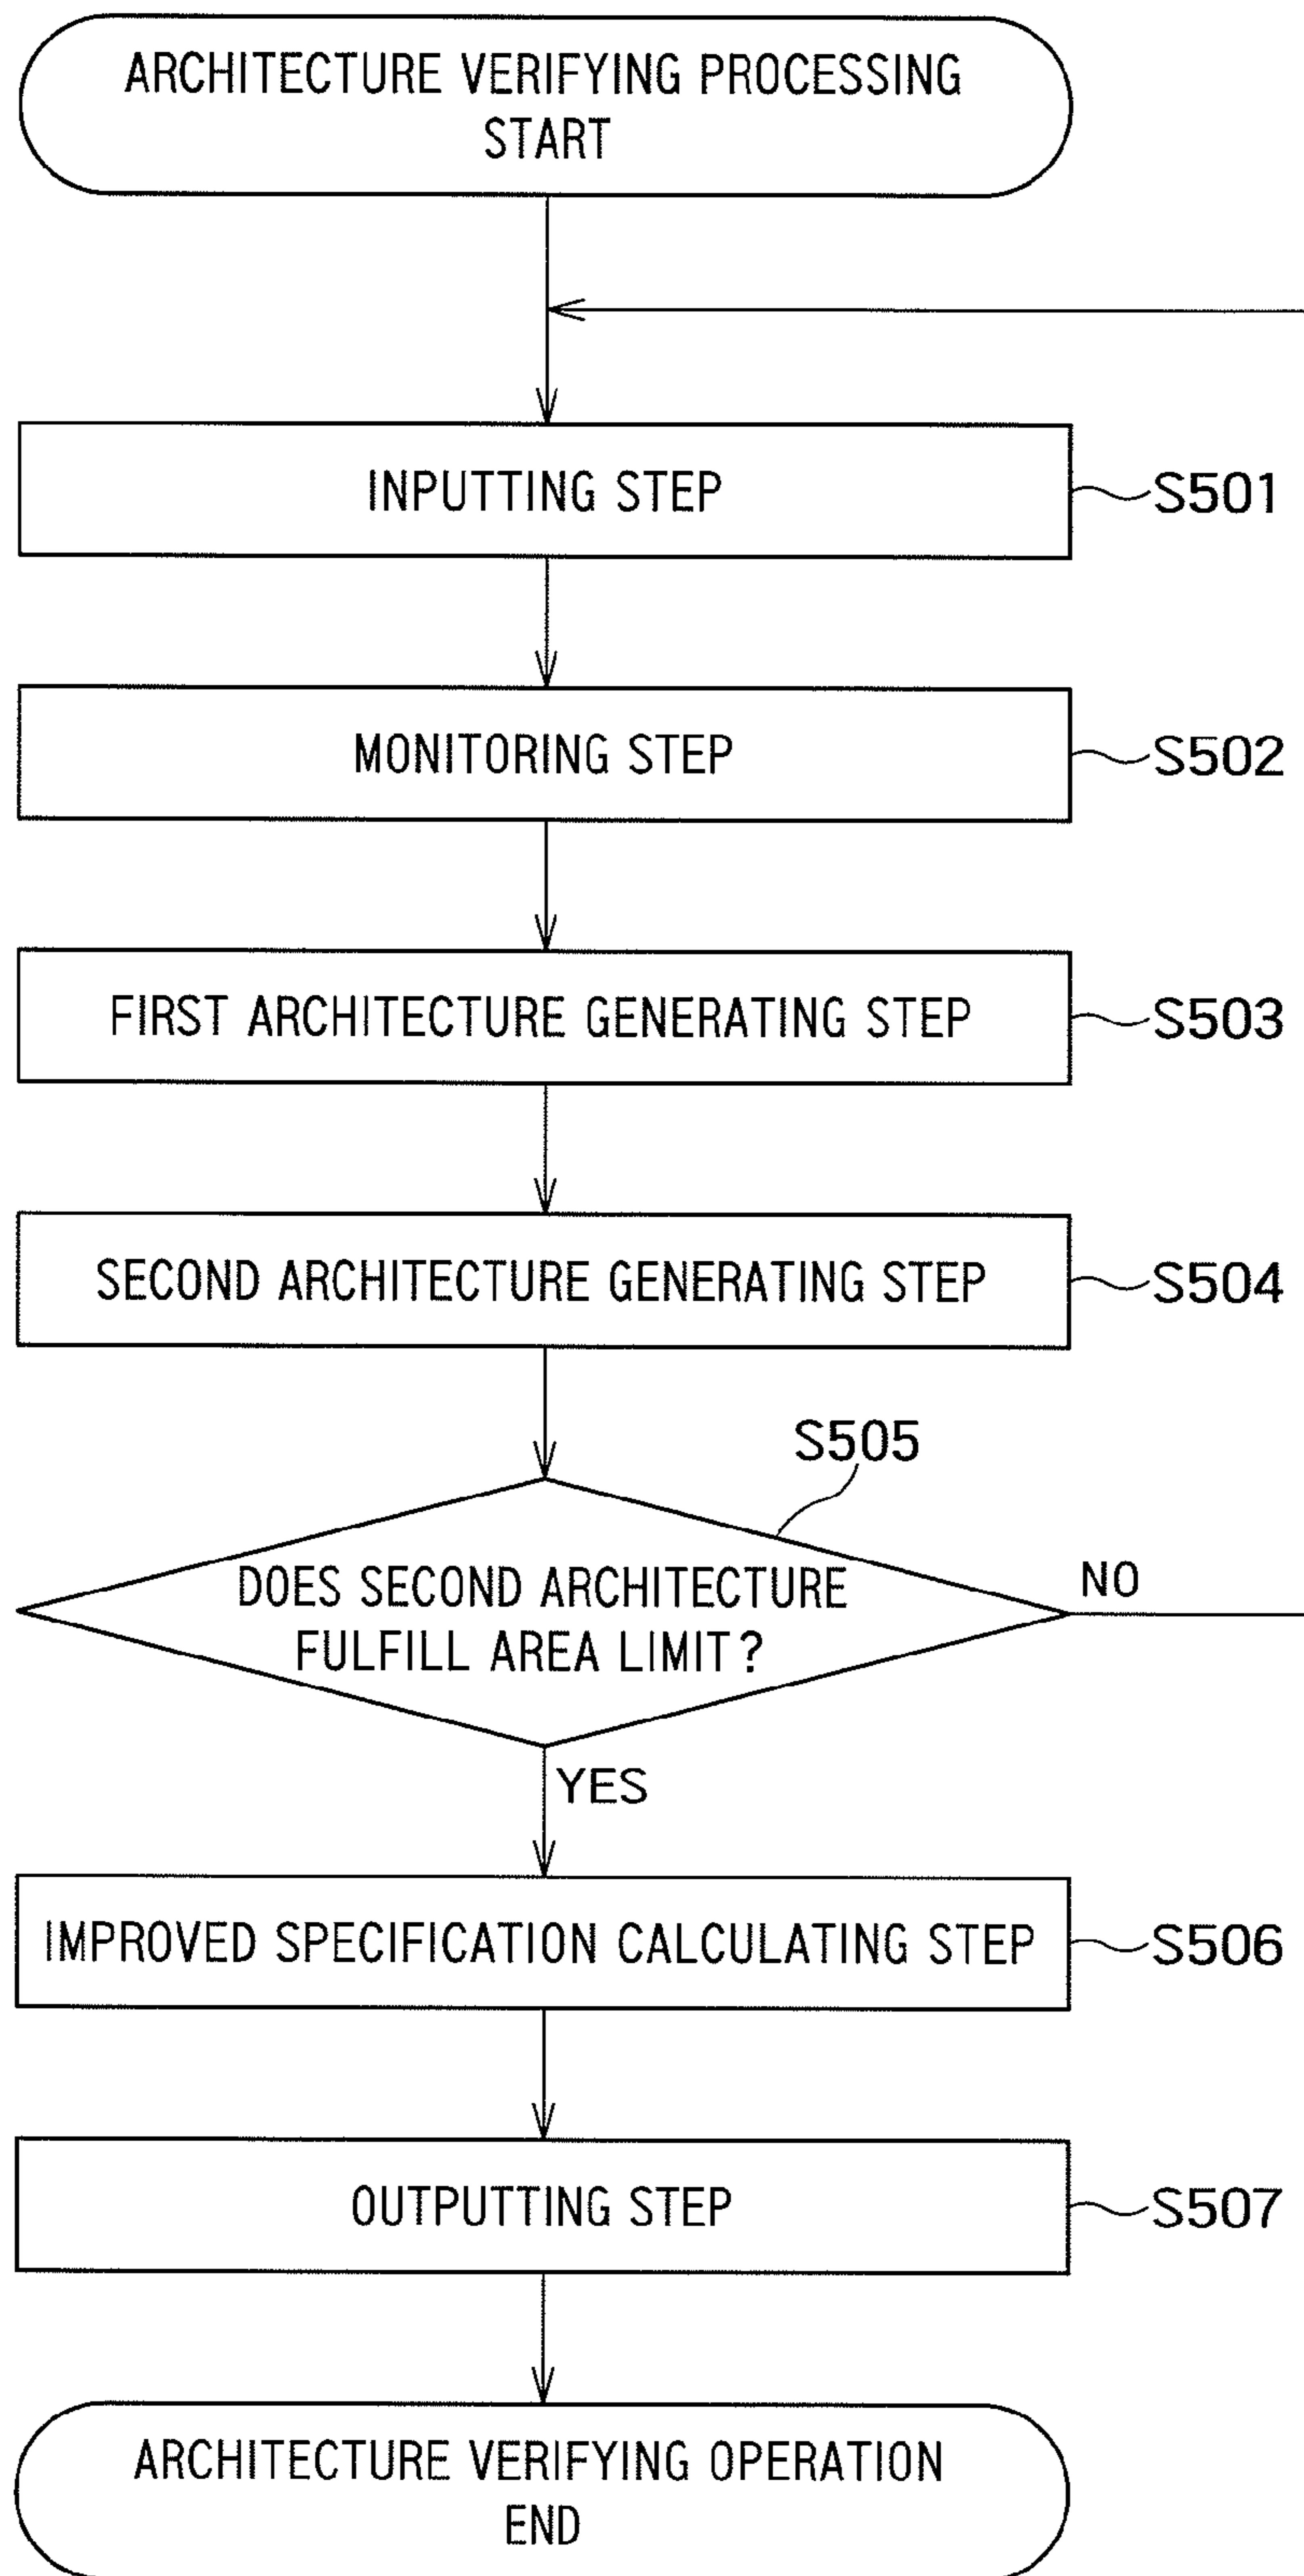 ARCHITECTURE VERIFYING PROCESSING
START
INPUTTING STEP
S501
MONITORING STEP
S502
FIRST ARCHITECTURE GENERATING STEP
S503
SECOND ARCHITECTURE GENERATING STEP
S504
S505
DOES SECOND ARCHITECTURE
FULFILL AREA LIMIT?
NO
YES
IMPROVED SPECIFICATION CALCULATING STEP
S506
OUTPUTTING STEP
S507
ARCHITECTURE VERIFYING OPERATION
END